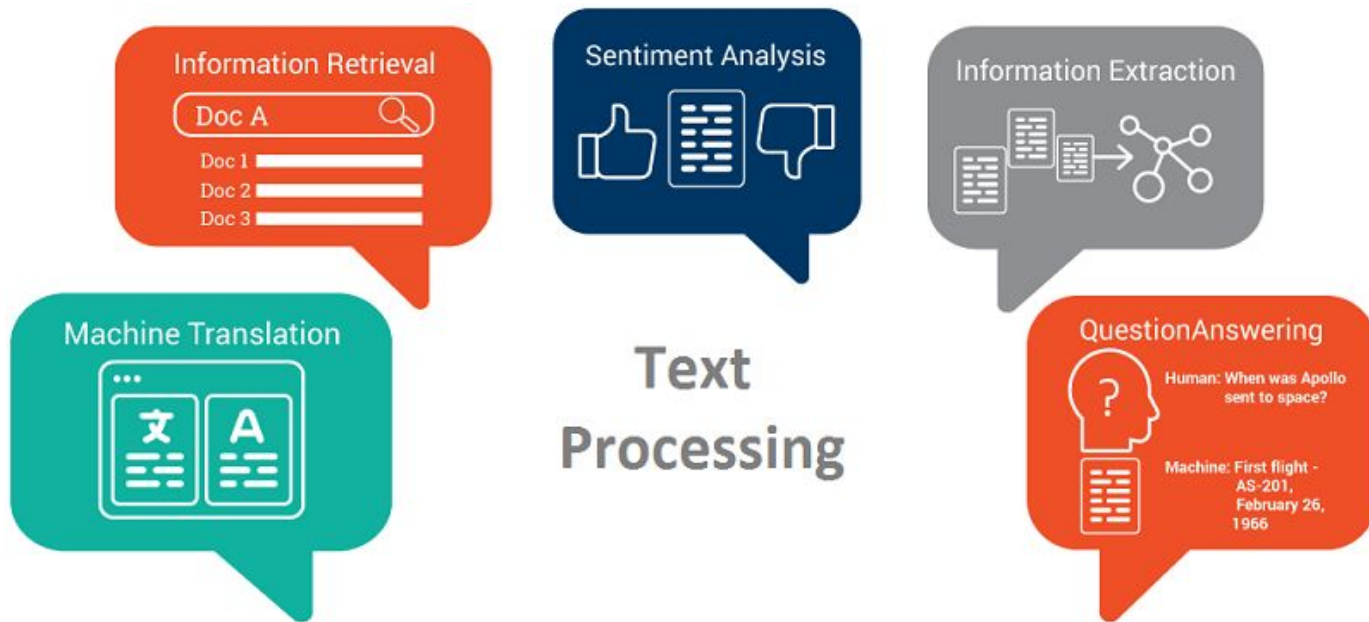 Information Retrieval
Doc A
Doc 1
Doc 2
Doc 3
Sentiment Analysis
Information Extraction
Machine Translation
文 A
Text
Processing
QuestionAnswering
?
Human: When was Apollo
sent to space?
Machine: First flight -
AS-201,
February 26,
1966